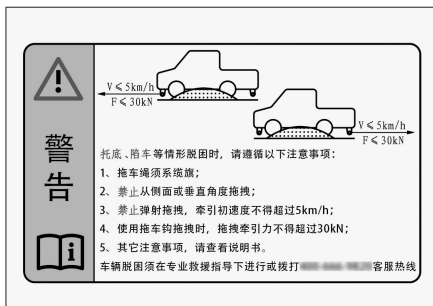 V≤5km/h
F≤30kN
V≤5km/h
F≤30kN
警告
托底、陷车等情形脱困时，请遵循以下注意事项：
1、拖车绳须系缆旗；
2、禁止从侧面或垂直角度拖拽；
3、禁止弹射拖拽，牵引初速度不得超过5km/h；
4、使用拖车钩拖拽时，拖拽牵引力不得超过30kN；
5、其它注意事项，请查看说明书。
车辆脱困须在专业救援指导下进行或拨打 客服热线